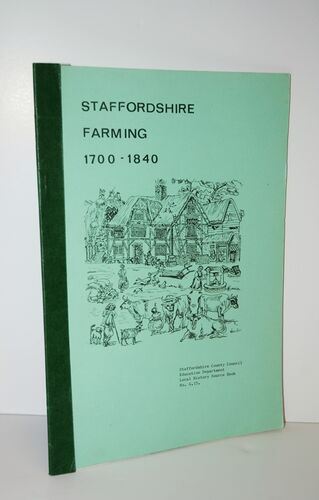 STAFFORDSHIRE
FARMING
1700 - 1840
Staffordshire County Council
Education Department
Local History Source Book